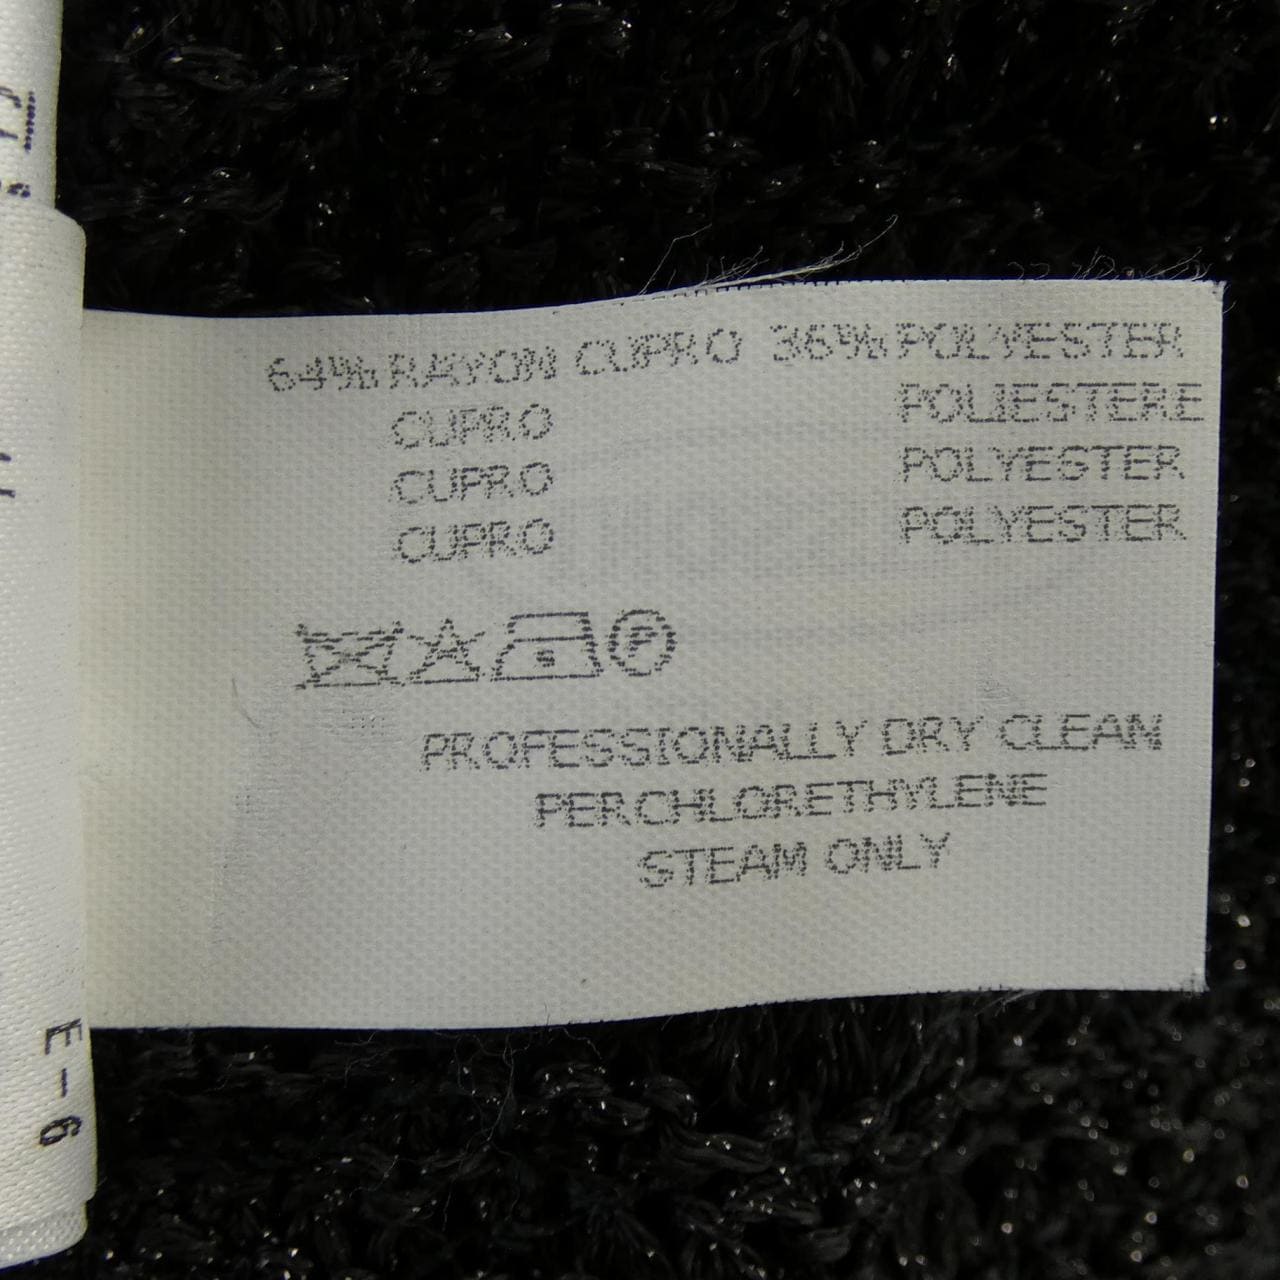 64% RAYON CUPRO 36% POLYESTER
CUPRO POLIESTERE
CUPRO POLYESTER
CUPRO POLYESTER
P
PROFESSIONALLY DRY CLEAN
PERCHLORETHYLENE
STEAM ONLY
E-6